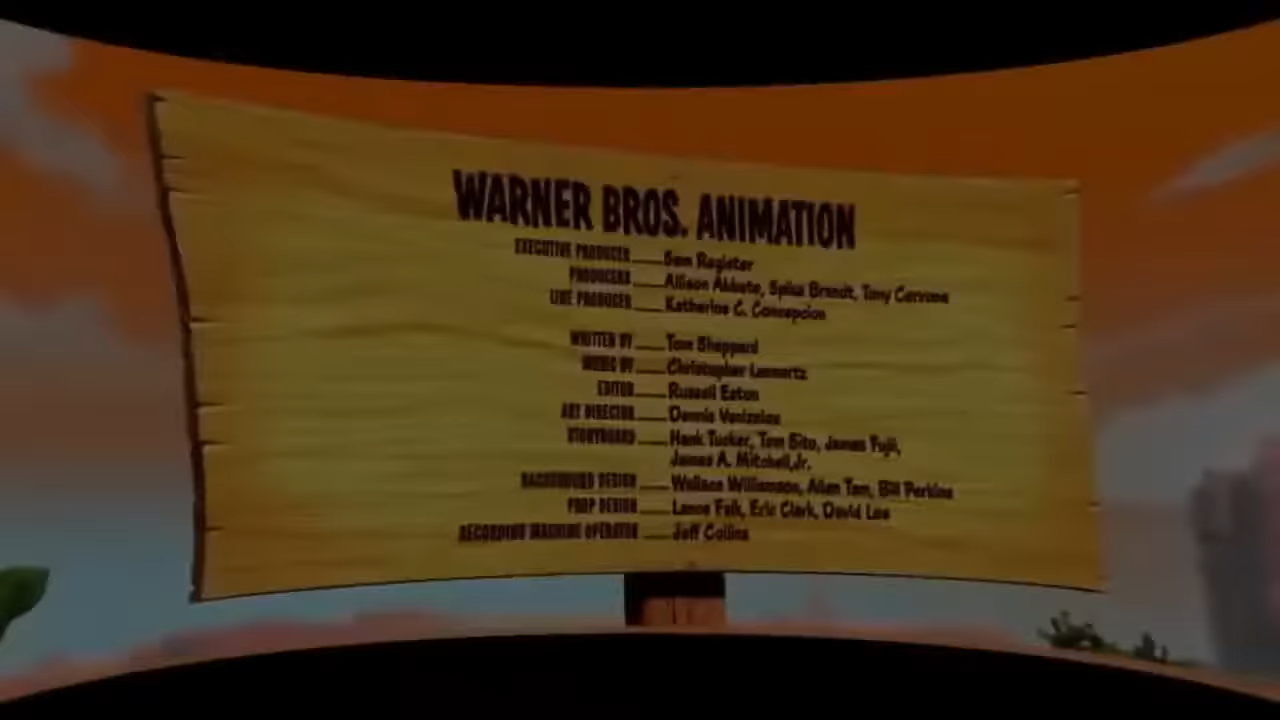 WARNER BROS. ANIMATION
EXECUTIVE PRODUCER Sam Register
PRODUCERS Allison Abbate, Spike Brandt, Tony Cervone
LINE PRODUCER Katherine C. Concepcion
WRITTEN BY Tom Sheppard
MUSIC BY Christopher Lennertz
EDITOR Russell Eaton
ART DIRECTOR Dennis Venizelos
STORYBOARD Hank Tucker, Tom Sito, James Fujii,
James A. Mitchell, Jr.
BACKGROUND DESIGN Wallace Williamson, Allen Tam, Bill Perkins
PROP DESIGN Lance Falk, Eric Clark, David Lee
RECORDING MACHINE OPERATOR Jeff Collins